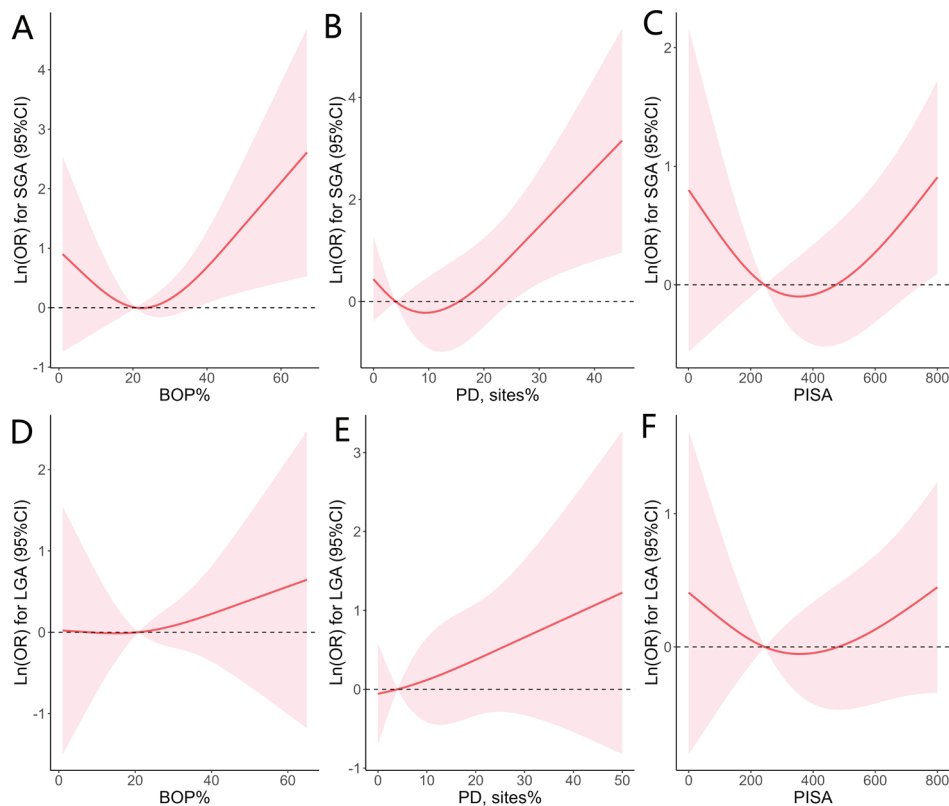 A
Ln(OR) for SGA (95%CI)
4
3
2
1
0
-1
0
20
40
60
BOP%
B
Ln(OR) for SGA (95%CI)
4
2
0
0
10
20
30
40
PD, sites%
C
Ln(OR) for SGA (95%CI)
2
1
0
0
200
400
600
800
PISA
D
Ln(OR) for LGA (95%CI)
2
1
0
-1
0
20
40
60
BOP%
E
Ln(OR) for LGA (95%CI)
3
2
1
0
-1
0
10
20
30
40
50
PD, sites%
F
Ln(OR) for LGA (95%CI)
1
0
0
200
400
600
800
PISA